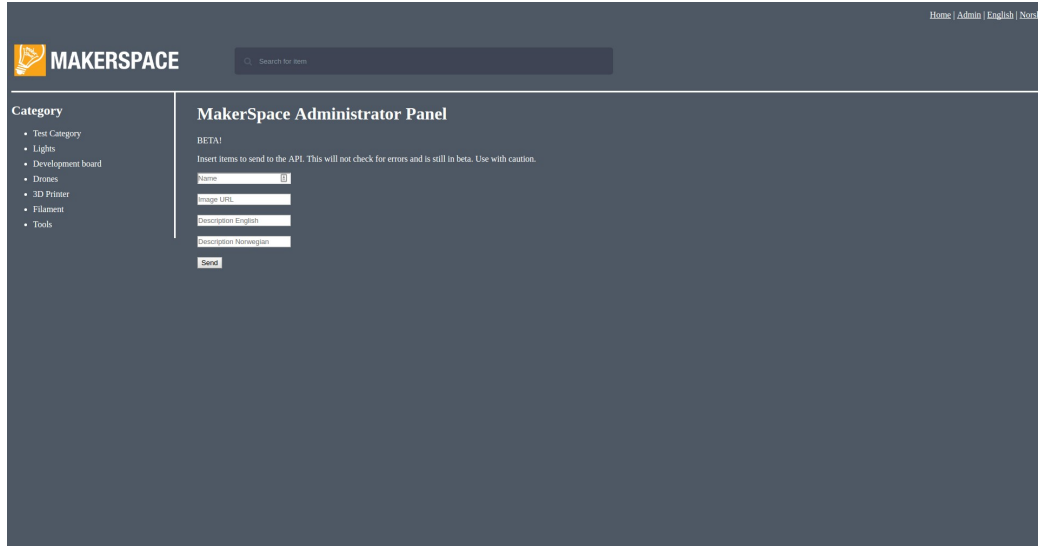 Home | Admin | English | Norsk
MAKERSPACE
Search for item
Category
Test Category
Lights
Development board
Drones
3D Printer
Filament
Tools
MakerSpace Administrator Panel
BETA!
Insert items to send to the API. This will not check for errors and is still in beta. Use with caution.
Name
Image URL
Description English
Description Norwegian
Send